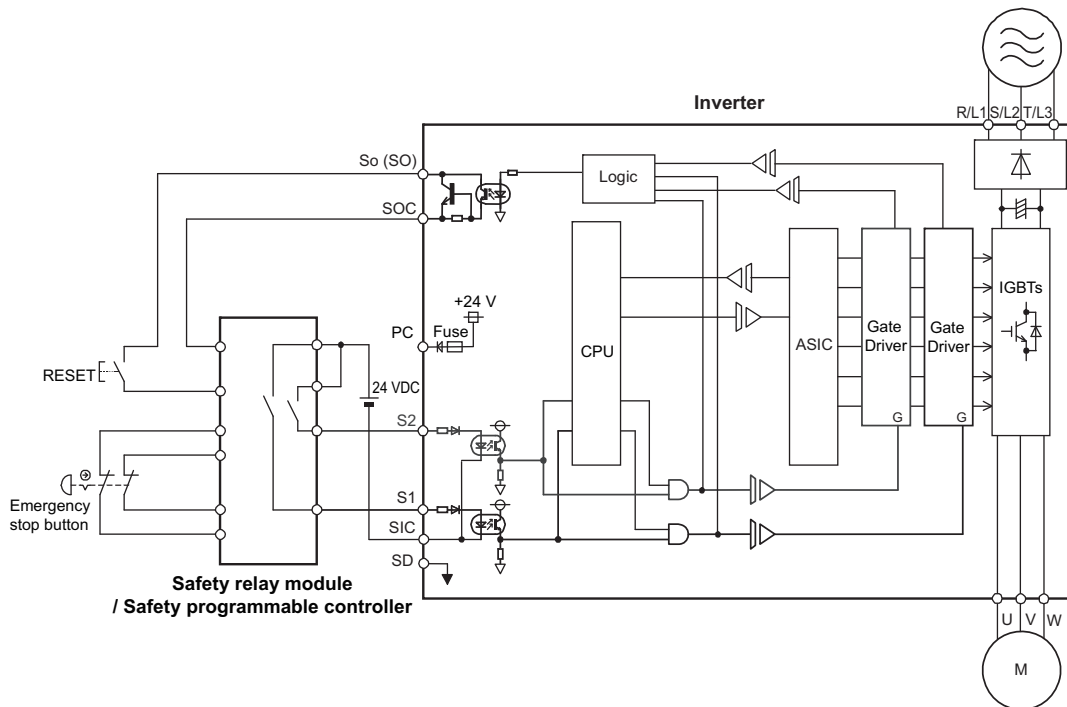 Inverter
R/L1 S/L2 T/L3
So (SO)
SOC
Logic
+24 V
PC
Fuse
CPU
ASIC
Gate
Driver
Gate
Driver
G
G
IGBTs
RESET
24 VDC
S2
S1
SIC
SD
Emergency
stop button
Safety relay module
/ Safety programmable controller
U V W
M